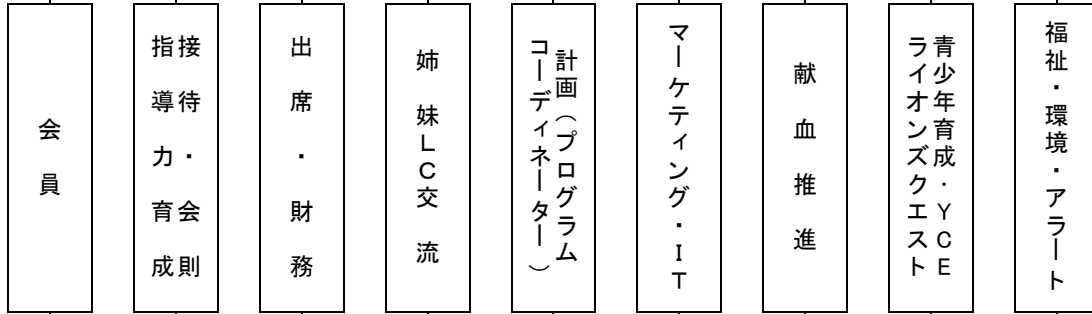 会員
接待・会則
指導力育成
出席・財務
姉妹LC交流
計画（プログラム
コーディネーター）
マーケティング・IT
献血推進
青少年育成・YCE
ライオンズクエスト
福祉・環境・アラート